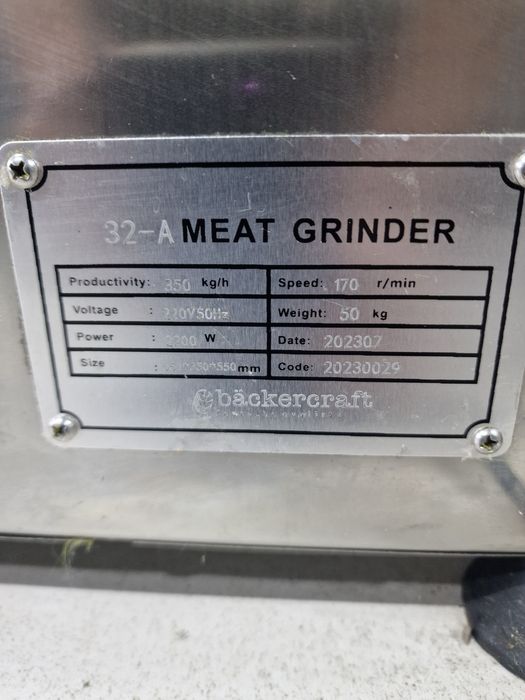 32-A MEAT GRINDER
Productivity: 350 kg/h Speed: 170 r/min
Voltage : 220V50Hz Weight: 50 kg
Power : W Date: 202307
Size : mm Code: 20230029
bäckercraft